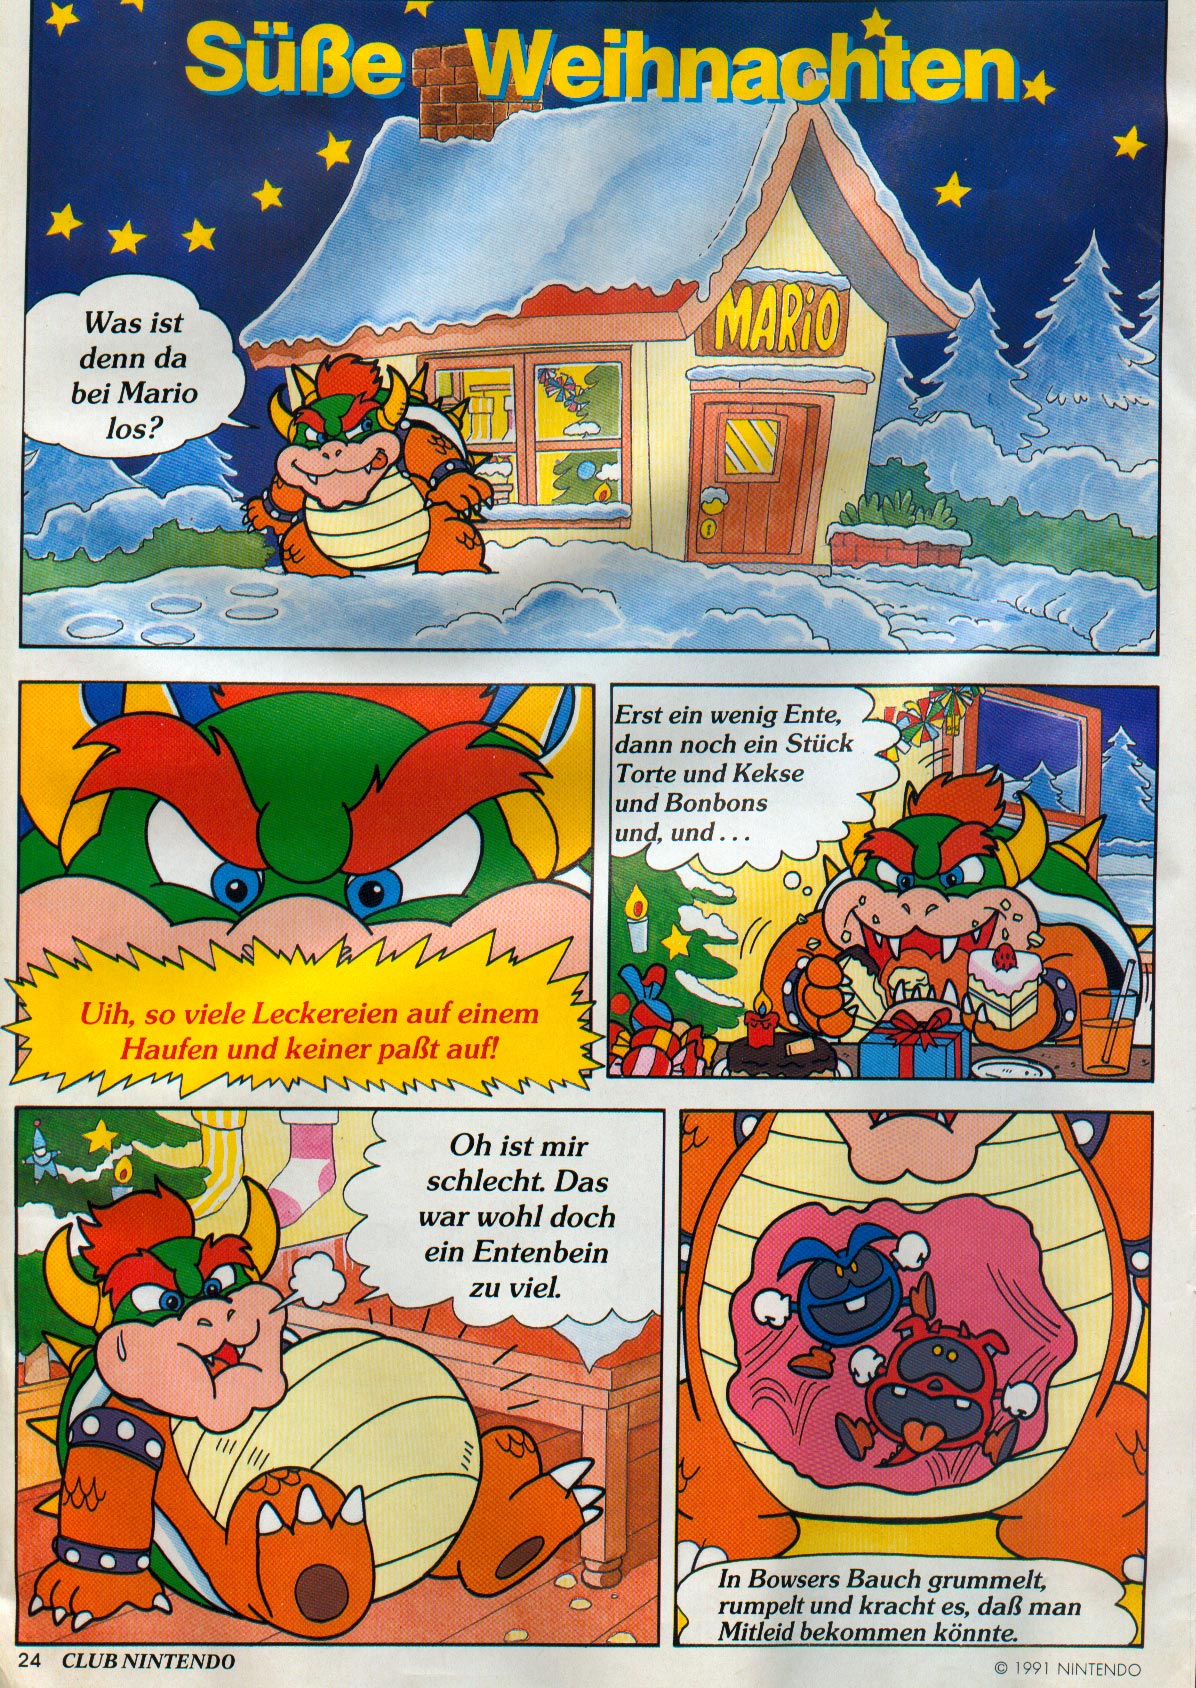 Süße Weihnachten
Was ist
denn da
bei Mario
los?
MARiO
Uih, so viele Leckereien auf einem
Haufen und keiner paßt auf!
Erst ein wenig Ente,
dann noch ein Stück
Torte und Kekse
und Bonbons
und, und . . .
Oh ist mir
schlecht. Das
war wohl doch
ein Entenbein
zu viel.
In Bowsers Bauch grummelt,
rumpelt und kracht es, daß man
Mitleid bekommen könnte.
24 CLUB NINTENDO
© 1991 NINTENDO